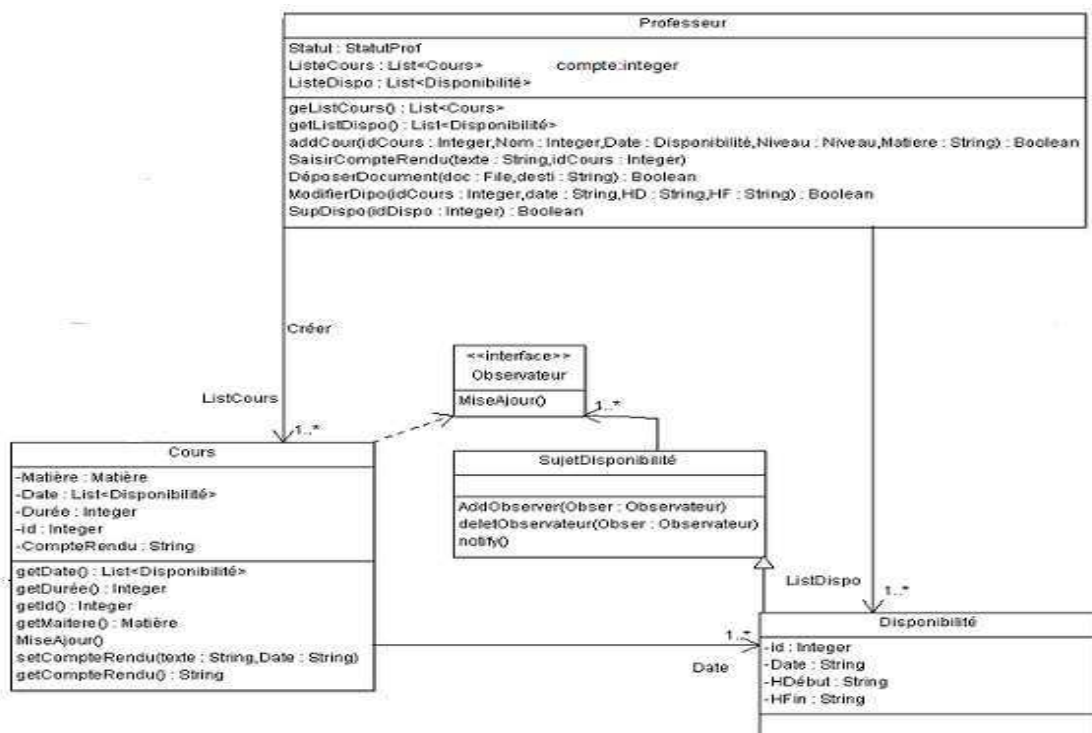 Professeur
Statut : StatutProf
ListeCours : List<Cours> compte:integer
ListeDispo : List<Disponibilité>
geListCours() : List<Cours>
getListDispo() : List<Disponibilité>
addCour(idCours : Integer,Nom : Integer,Date : Disponibilité,Niveau : Niveau,Matiere : String) : Boolean
SaisirCompteRendu(texte : String,idCours : Integer)
DéposerDocument(doc : File,desti : String) : Boolean
ModifierDipo(idCours : Integer,date : String,HD : String,HF : String) : Boolean
SupDispo(idDispo : Integer) : Boolean
Créer
ListCours
1..*
<<interface>>
Observateur
MiseAjour()
1..*
Cours
-Matière : Matière
-Date : List<Disponibilité>
-Durée : Integer
-id : Integer
-CompteRendu : String
getDate() : List<Disponibilité>
getDurée() : Integer
getId() : Integer
getMaitere() : Matière
MiseAjour()
setCompteRendu(texte : String,Date : String)
getCompteRendu() : String
SujetDisponibilité
AddObserver(Obser : Observateur)
deletObservateur(Obser : Observateur)
notify()
ListDispo
1..*
1..*
Date
Disponibilité
-id : Integer
-Date : String
-HDébut : String
-HFin : String